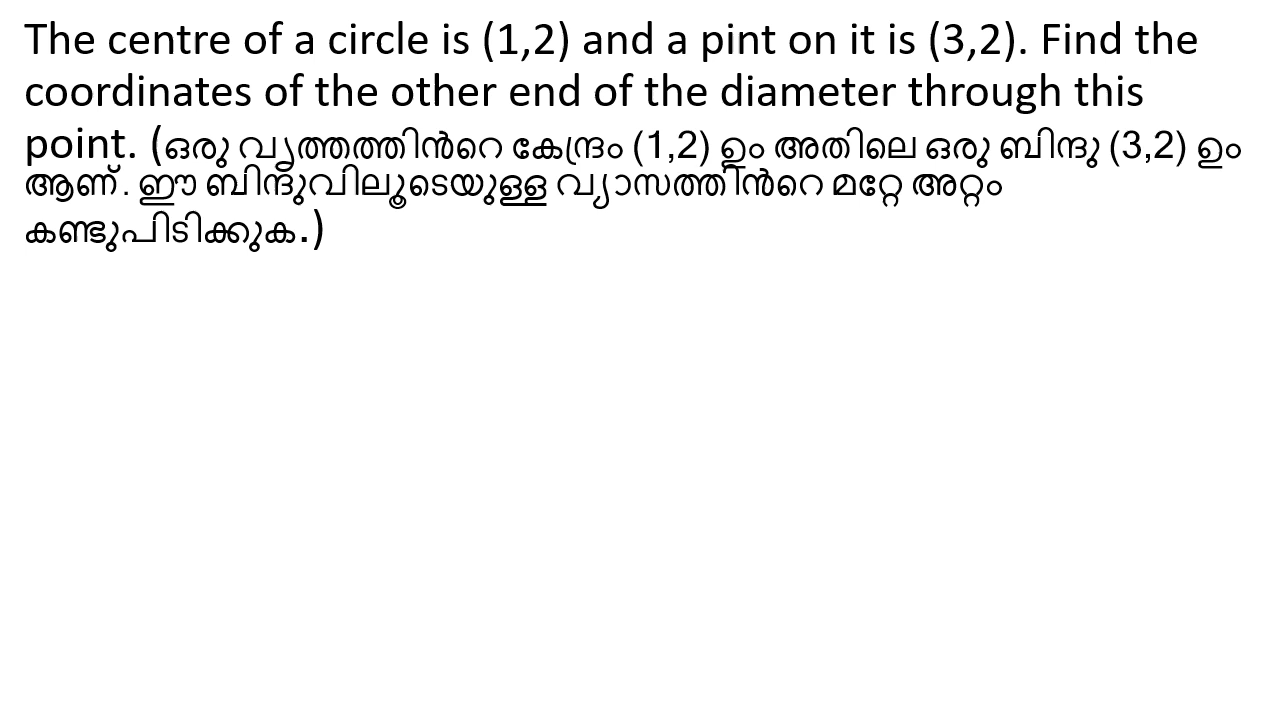 The centre of a circle is (1,2) and a pint on it is (3,2). Find the
coordinates of the other end of the diameter through this
point. (ഒരു വൃത്തത്തിൻറെ കേന്ദ്രം (1,2) ഉം അതിലെ ഒരു ബിന്ദു (3,2) ഉം
ആണ്. ഈ ബിന്ദുവിലൂടെയുള്ള വ്യാസത്തിൻറെ മറ്റേ അറ്റം
കണ്ടുപിടിക്കുക.)